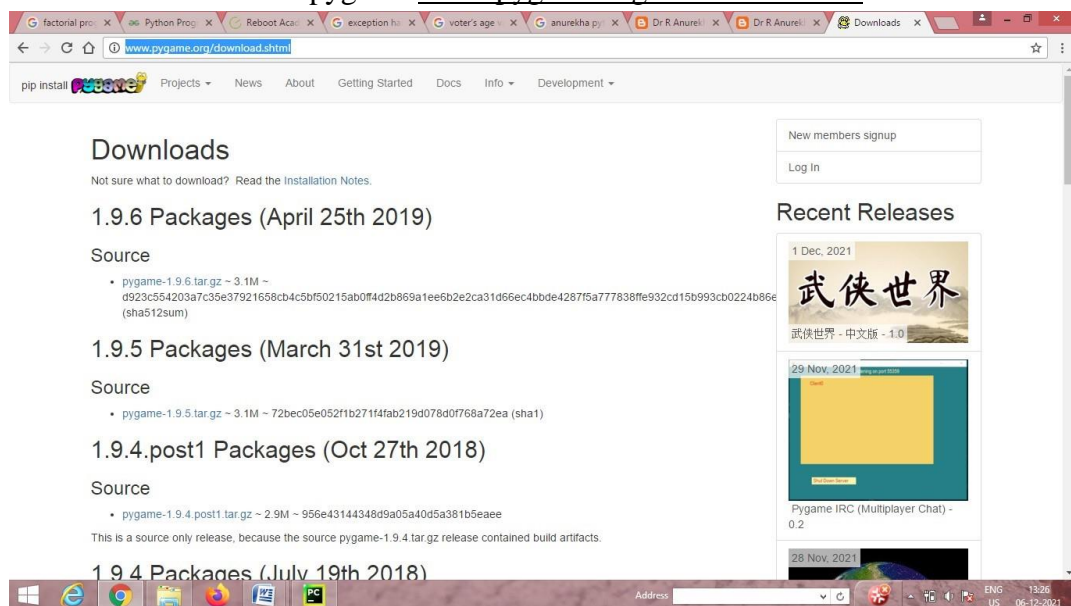 factorial pro
Python Prog
Reboot Acad
exception ha
voter's age v
anurekha py
Dr R Anurek
Dr R Anurek
Downloads
www.pygame.org/download.shtml
pip install pygame Projects News About Getting Started Docs Info Development
Downloads
Not sure what to download? Read the Installation Notes.
1.9.6 Packages (April 25th 2019)
Source
pygame-1.9.6.tar.gz ~ 3.1M ~
d923c554203a7c35e37921658cb4c5bf50215ab0ff4d2b869a1ee6b2e2ca31d66ec4bbde4287f5a777838ffe932cd15b993cb0224b86e
(sha512sum)
1.9.5 Packages (March 31st 2019)
Source
pygame-1.9.5.tar.gz ~ 3.1M ~ 72bec05e052f1b271f4fab219d078d0f768a72ea (sha1)
1.9.4.post1 Packages (Oct 27th 2018)
Source
pygame-1.9.4.post1.tar.gz ~ 2.9M ~ 956e43144348d9a05a40d5a381b5eaee
This is a source only release, because the source pygame-1.9.4.tar.gz release contained build artifacts.
1.9.4 Packages (July 19th 2018)
New members signup
Log In
Recent Releases
1 Dec, 2021
武侠世界
武侠世界 - 中文版 - 1.0
29 Nov, 2021
Pygame IRC (Multiplayer Chat) -
0.2
Shut Down Server
28 Nov, 2021
Address
ENG
US
13:26
06-12-2021